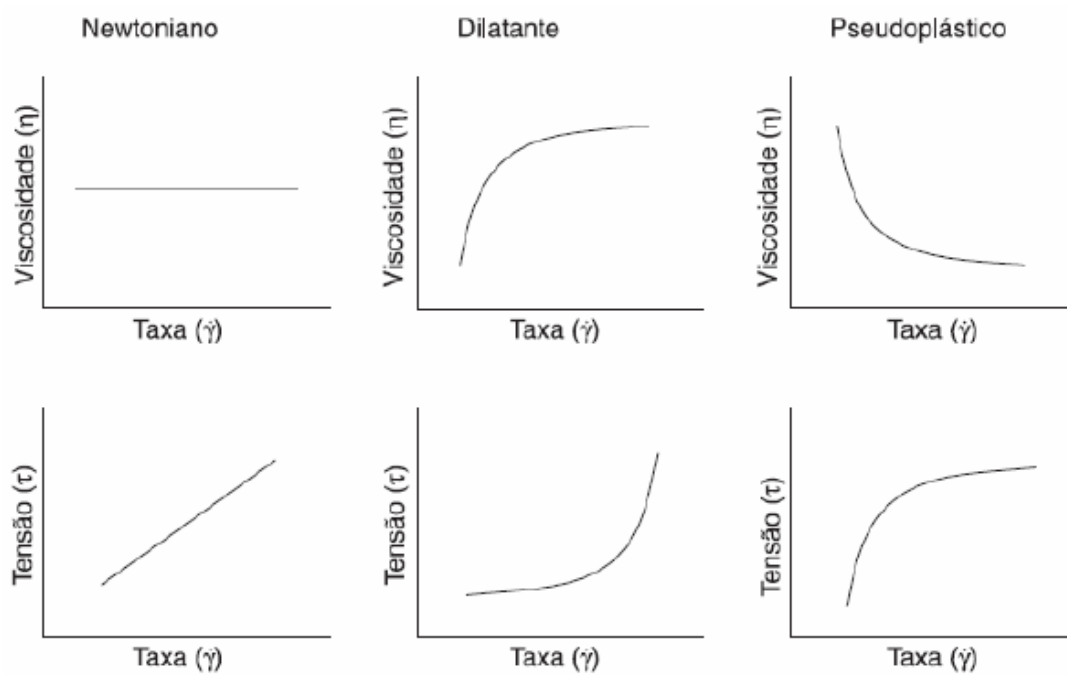 Newtoniano
Dilatante
Pseudoplástico
Viscosidade (η)
Taxa (γ̇)
Viscosidade (η)
Taxa (γ̇)
Viscosidade (η)
Taxa (γ̇)
Tensão (τ)
Taxa (γ̇)
Tensão (τ)
Taxa (γ̇)
Tensão (τ)
Taxa (γ̇)